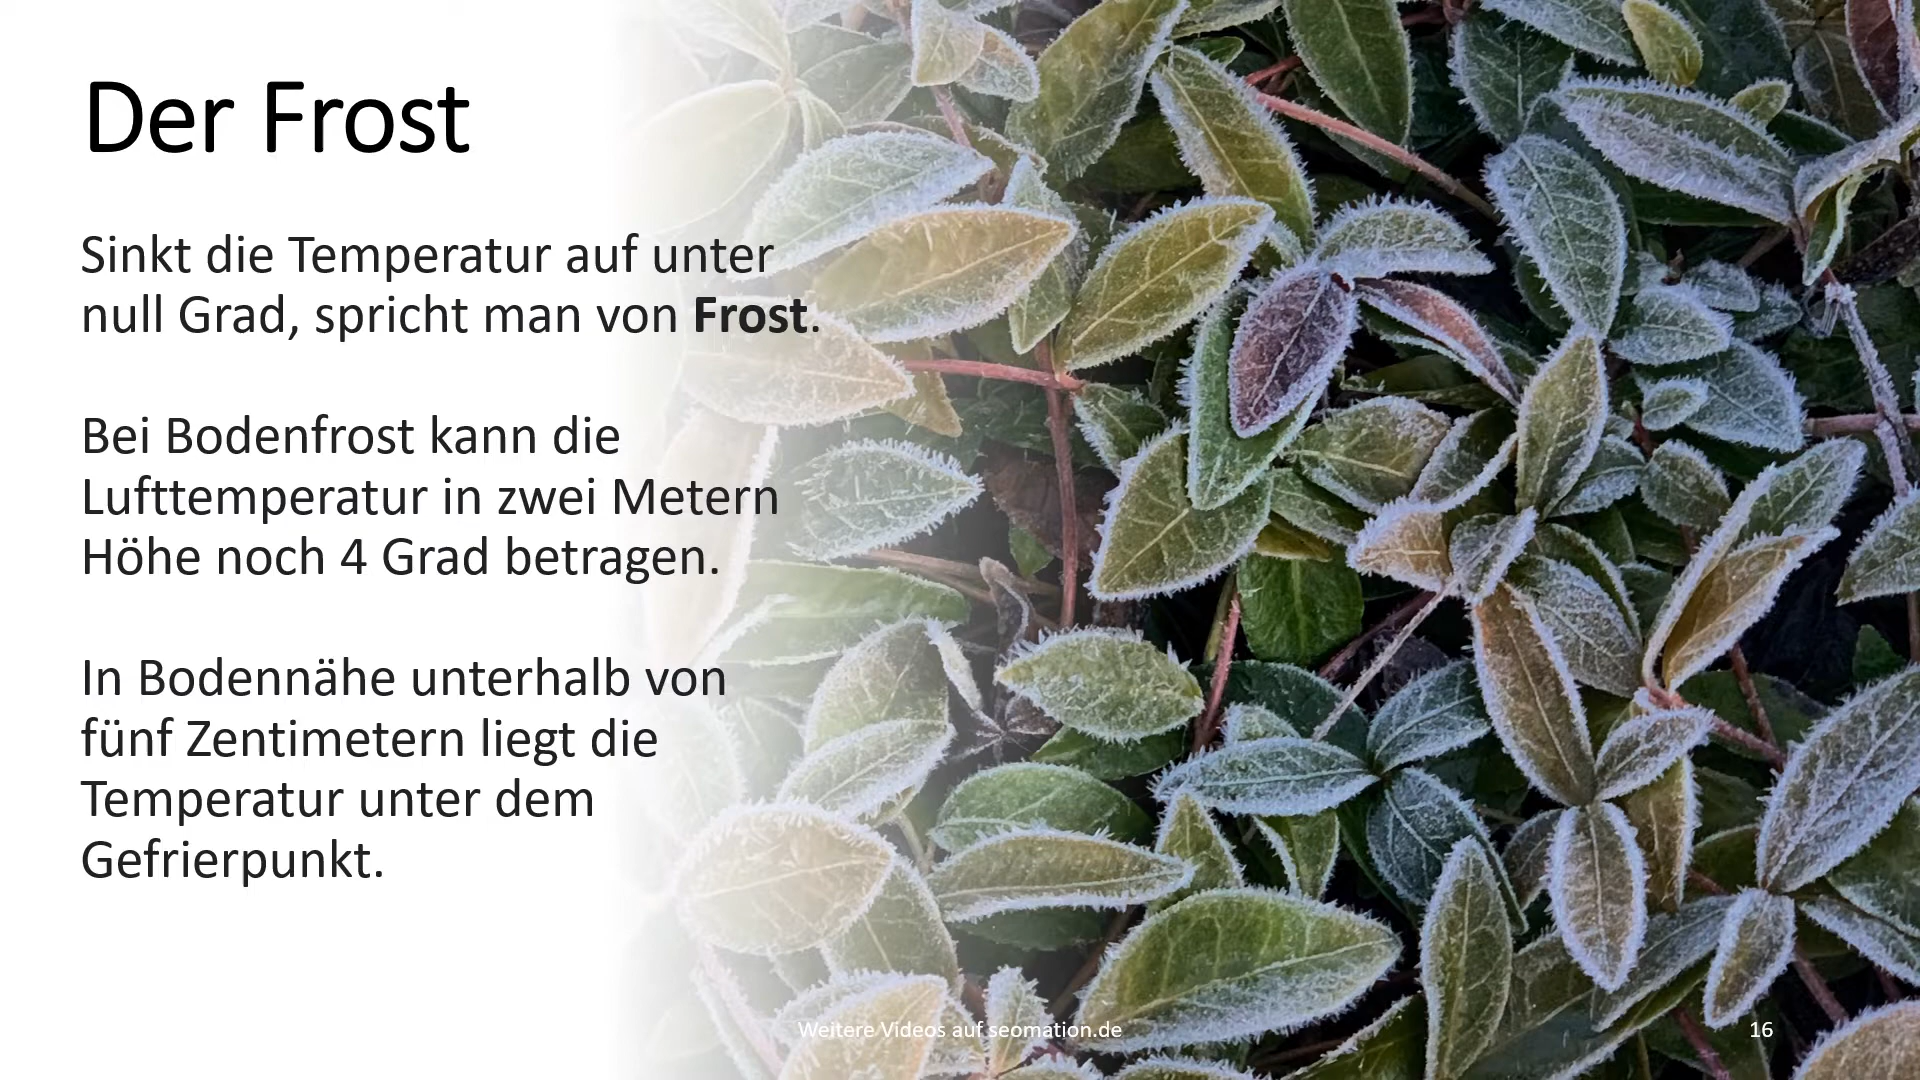 Der Frost
Sinkt die Temperatur auf unter
null Grad, spricht man von Frost.
Bei Bodenfrost kann die
Lufttemperatur in zwei Metern
Höhe noch 4 Grad betragen.
In Bodennähe unterhalb von
fünf Zentimetern liegt die
Temperatur unter dem
Gefrierpunkt.
Weitere Videos auf seomation.de
16